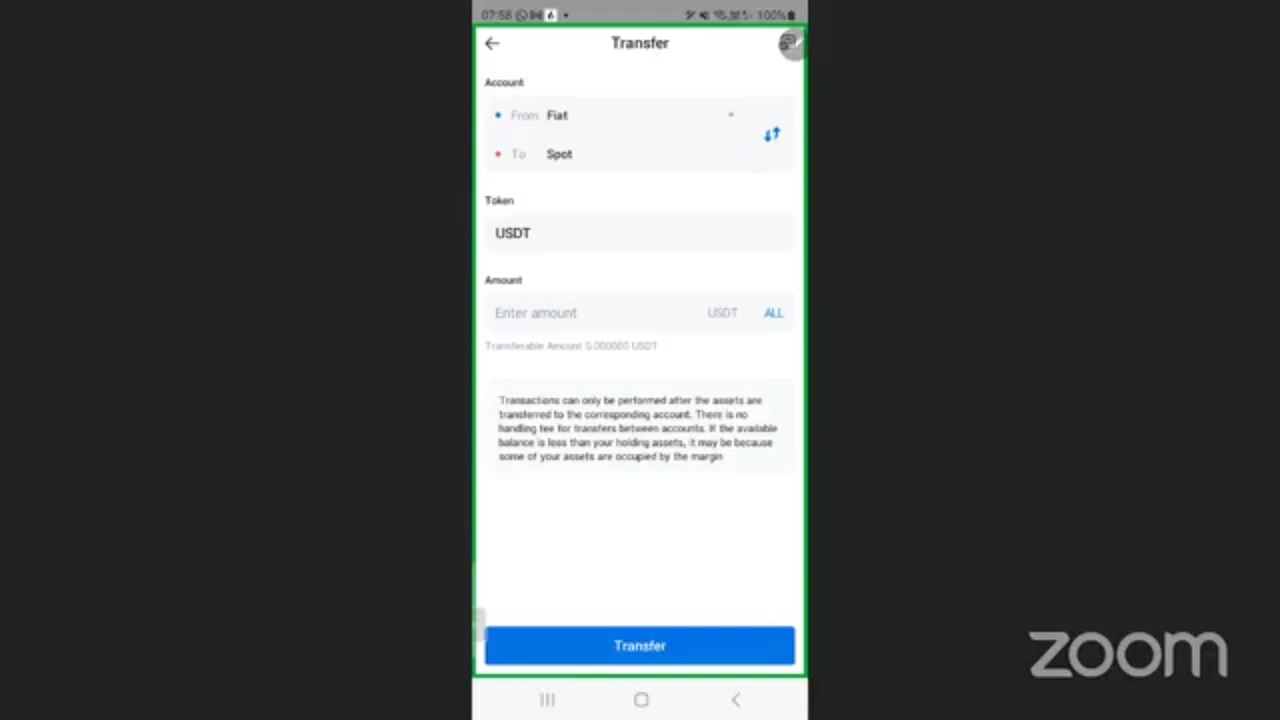 07:58
100%
Transfer
Account
From Fiat
To Spot
Token
USDT
Amount
Enter amount USDT ALL
Transferable Amount 0.000000 USDT
Transactions can only be performed after the assets are
transferred to the corresponding account. There is no
handling fee for transfers between accounts. If the available
balance is less than your holding assets, it may be because
some of your assets are occupied by the margin
Transfer
zoom